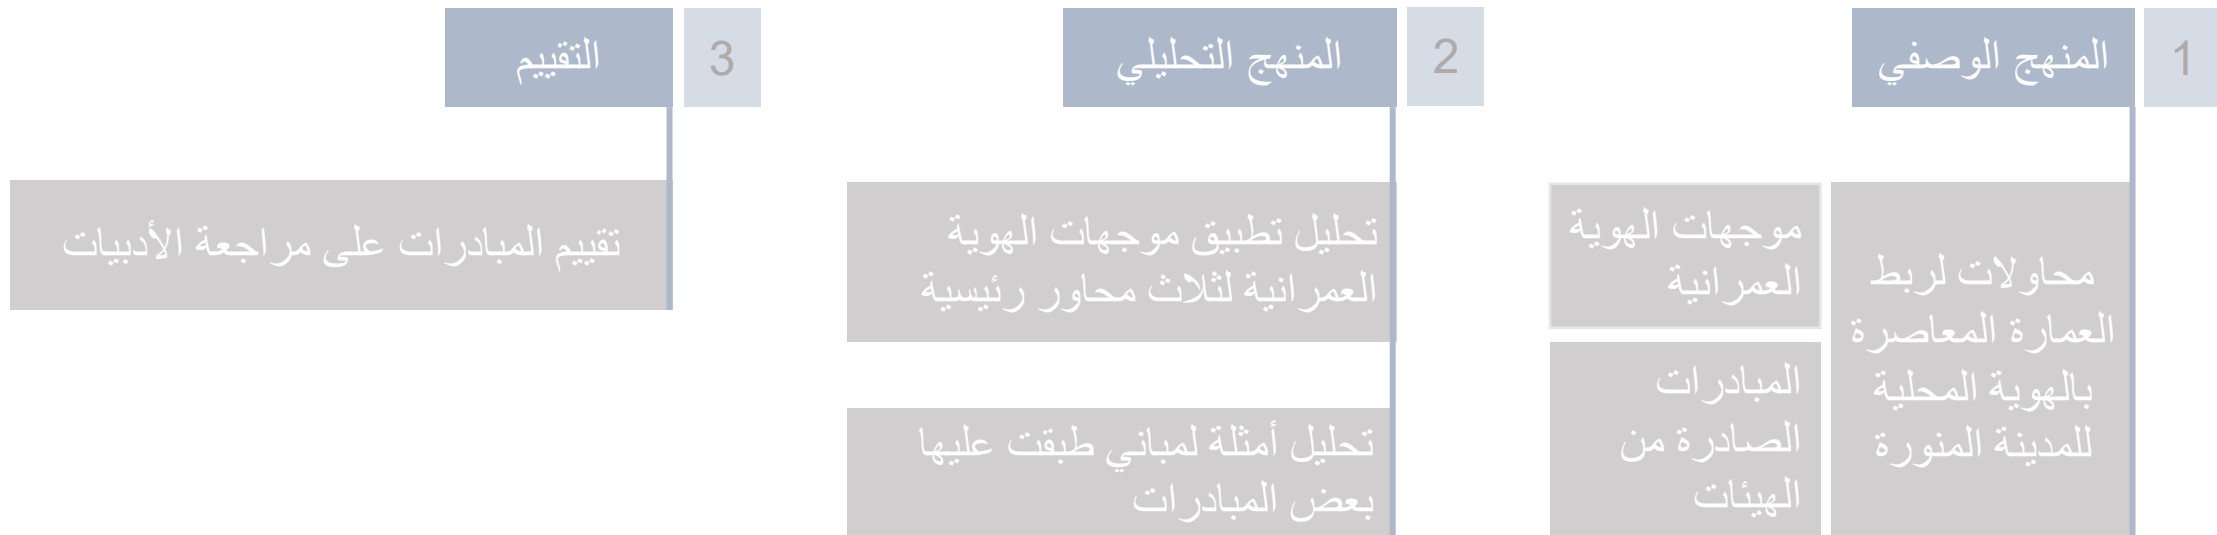 1
المنهج الوصفي
محاولات لربط
العمارة المعاصرة
بالهوية المحلية
للمدينة المنورة
موجهات الهوية
العمرانية
المبادرات
الصادرة من
الهيئات
2
المنهج التحليلي
تحليل تطبيق موجهات الهوية
العمرانية لثلاث محاور رئيسية
تحليل أمثلة لمباني طبقت عليها
بعض المبادرات
3
التقييم
تقييم المبادرات على مراجعة الأدبيات